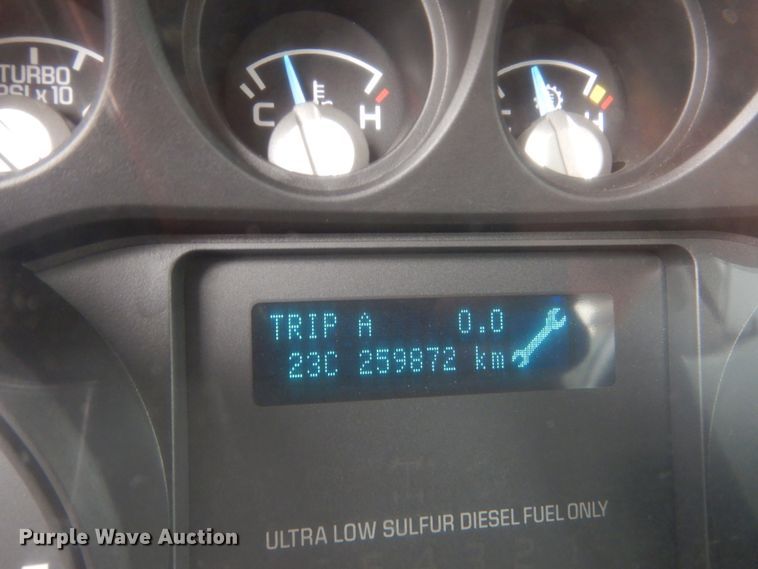 TURBO
PSI x 10
C H
H
TRIP A 0.0
23C 259872 km
ULTRA LOW SULFUR DIESEL FUEL ONLY
Purple Wave Auction